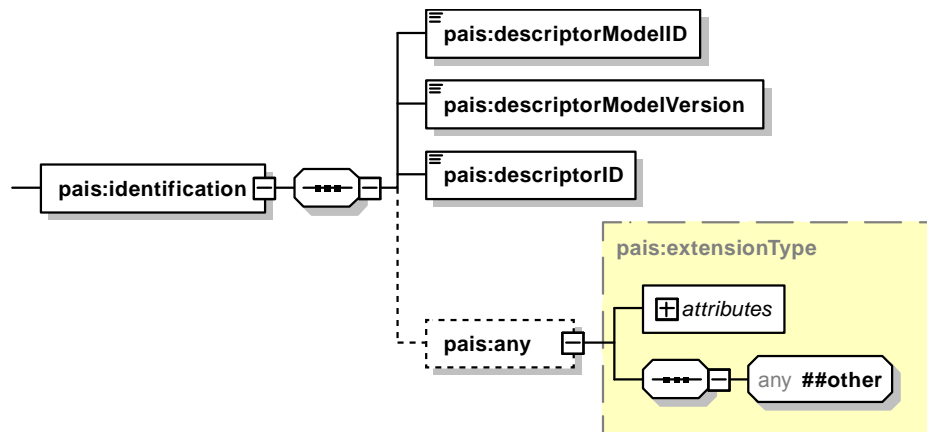 pais:descriptorModelID
pais:descriptorModelVersion
pais:identification
pais:descriptorID
pais:extensionType
attributes
pais:any
any ##other